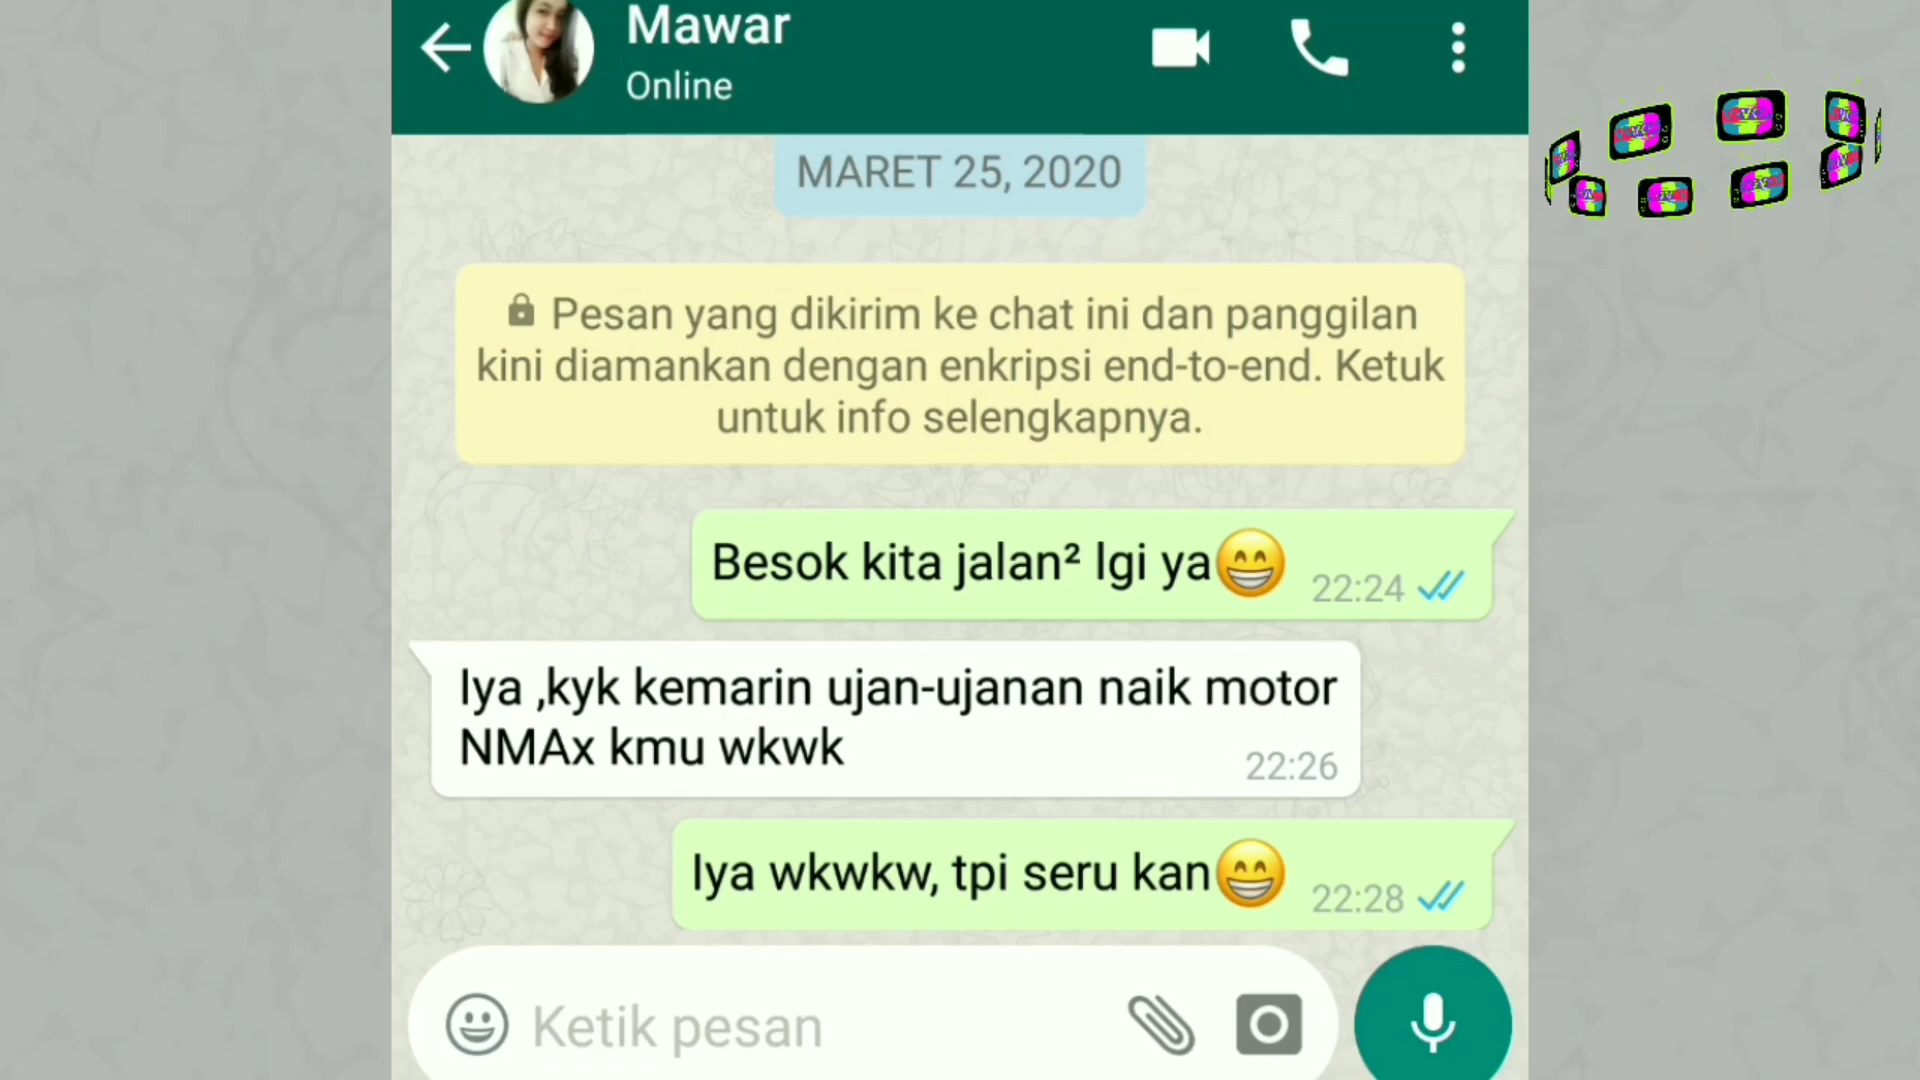 Mawar
Online
MARET 25, 2020
Pesan yang dikirim ke chat ini dan panggilan
kini diamankan dengan enkripsi end-to-end. Ketuk
untuk info selengkapnya.
Besok kita jalan² lgi ya😁 22:24
Iya ,kyk kemarin ujan-ujanan naik motor
NMAx kmu wkwk 22:26
Iya wkwkw, tpi seru kan😁 22:28
Ketik pesan